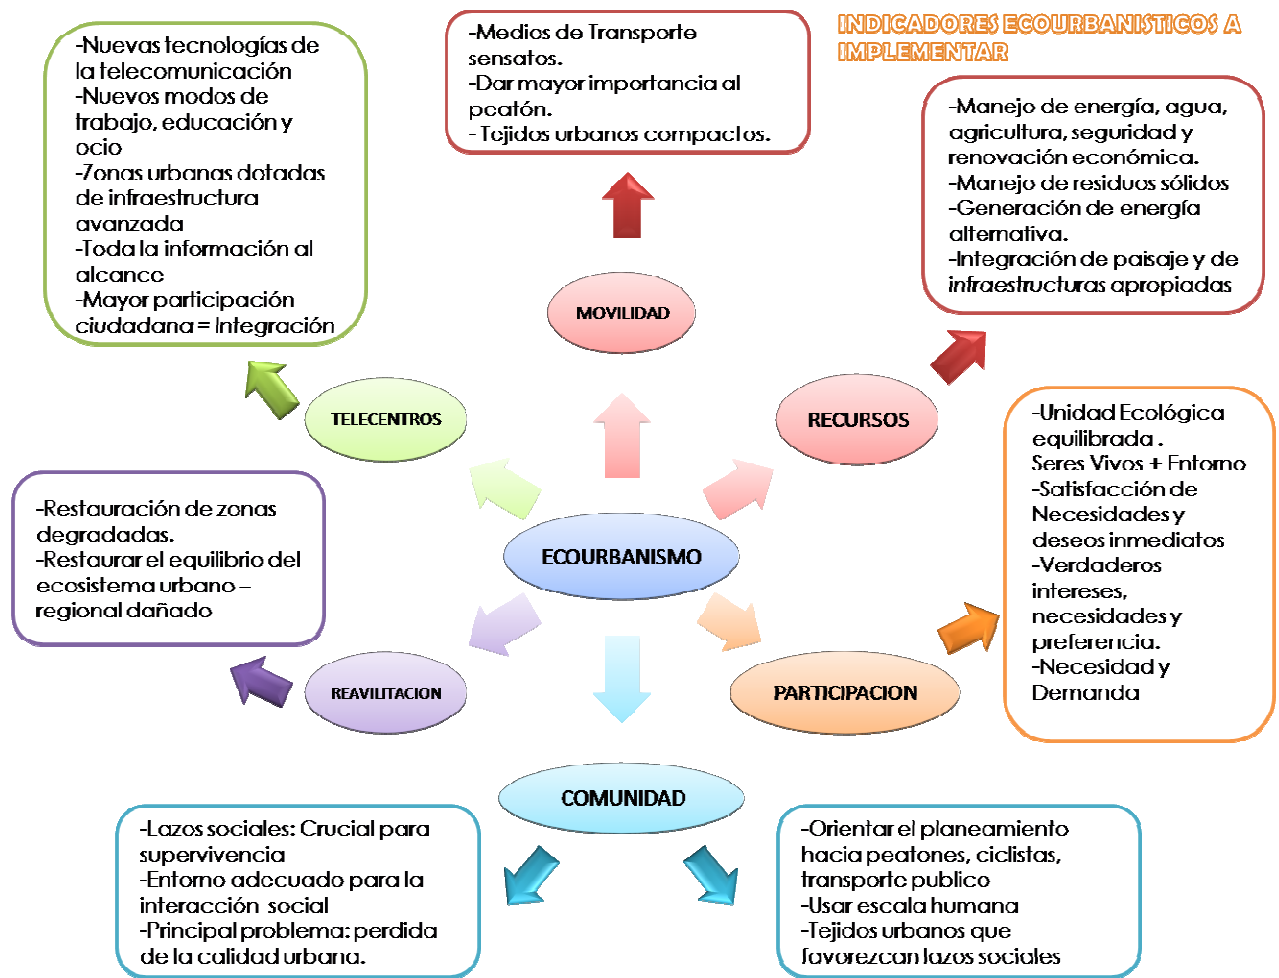 INDICADORES ECOURBANISTICOS A
IMPLEMENTAR
-Nuevas tecnologías de
la telecomunicación
-Nuevos modos de
trabajo, educación y
ocio
-Zonas urbanas dotadas
de infraestructura
avanzada
-Toda la información al
alcance
-Mayor participación
ciudadana = Integración
-Medios de Transporte
sensatos.
-Dar mayor importancia al
peatón.
- Tejidos urbanos compactos.
-Manejo de energía, agua,
agricultura, seguridad y
renovación económica.
-Manejo de residuos sólidos
-Generación de energía
alternativa.
-Integración de paisaje y de
infraestructuras apropiadas
MOVILIDAD
TELECENTROS
RECURSOS
-Unidad Ecológica
equilibrada .
Seres Vivos + Entorno
-Satisfacción de
Necesidades y
deseos inmediatos
-Verdaderos
intereses,
necesidades y
preferencia.
-Necesidad y
Demanda
-Restauración de zonas
degradadas.
-Restaurar el equilibrio del
ecosistema urbano –
regional dañado
ECOURBANISMO
REAVILITACION
PARTICIPACION
COMUNIDAD
-Lazos sociales: Crucial para
supervivencia
-Entorno adecuado para la
interacción social
-Principal problema: perdida
de la calidad urbana.
-Orientar el planeamiento
hacia peatones, ciclistas,
transporte publico
-Usar escala humana
-Tejidos urbanos que
favorezcan lazos sociales